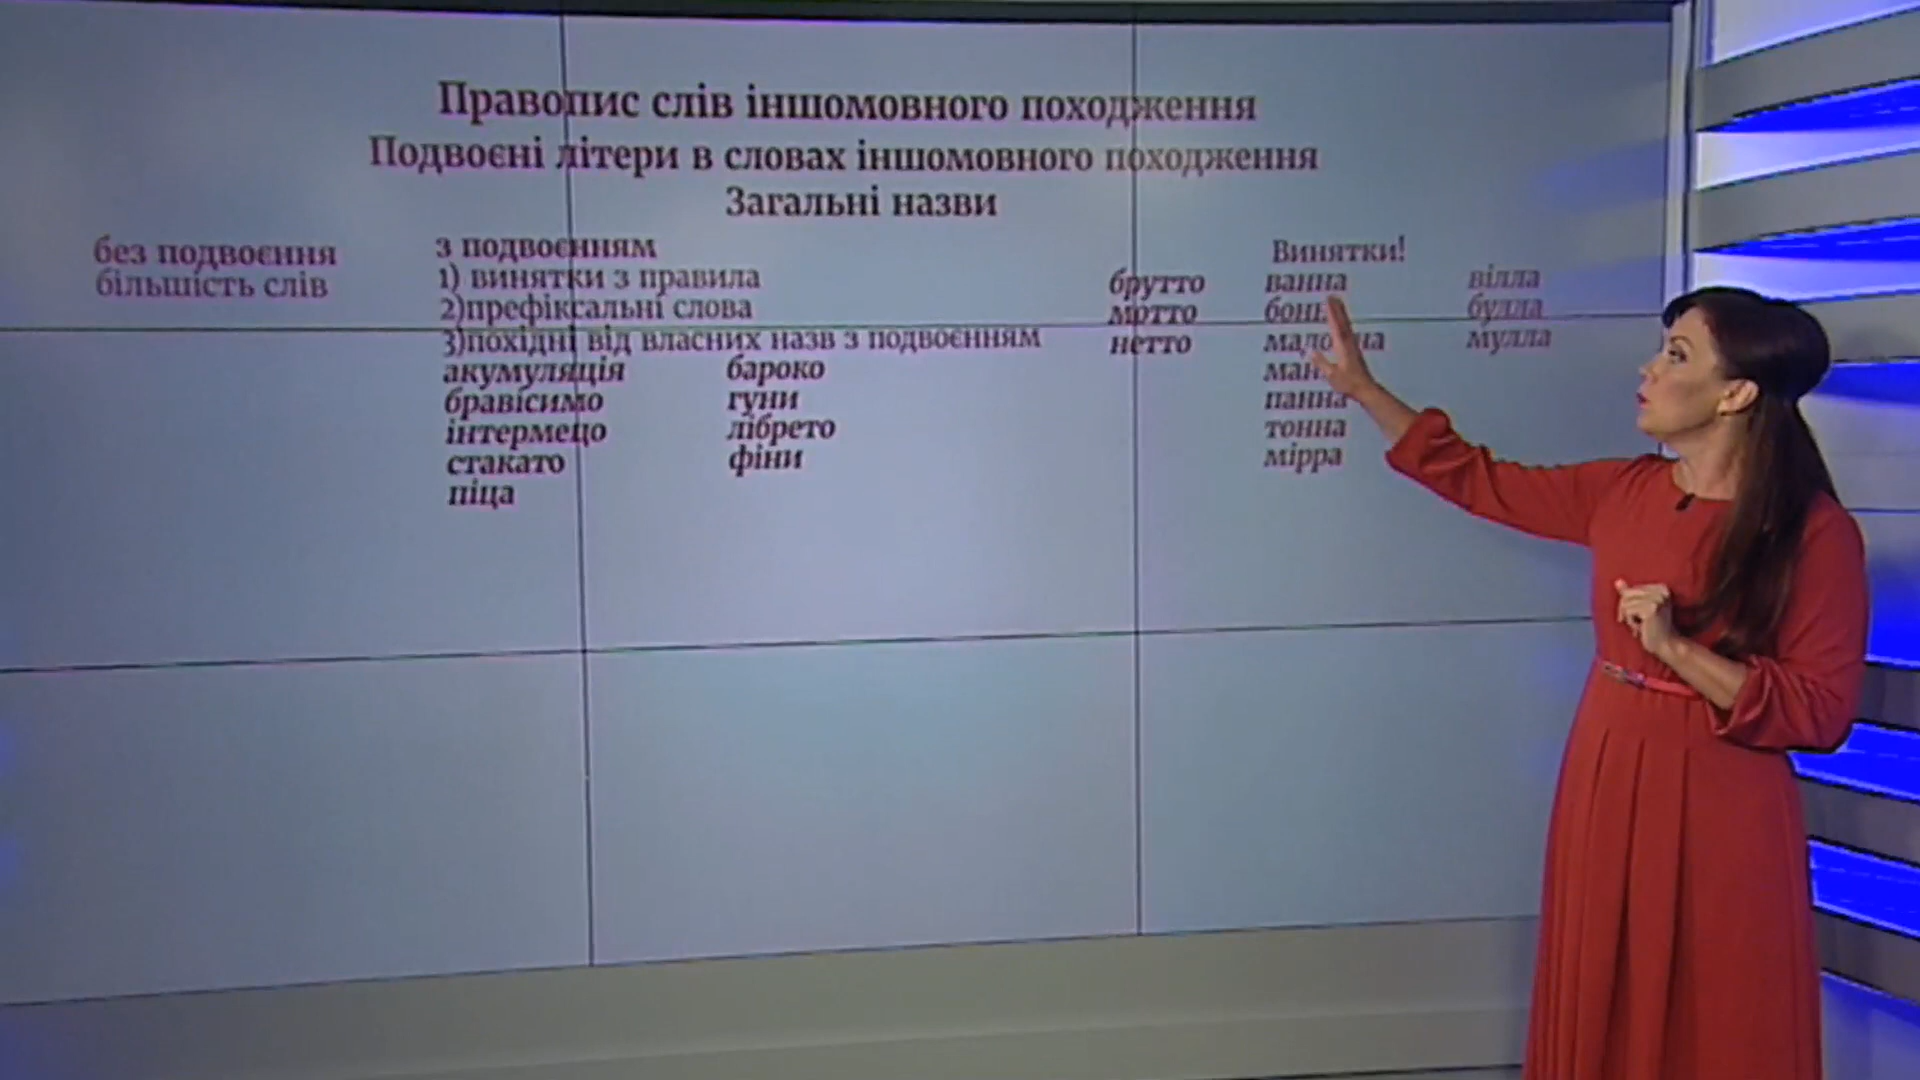 Правопис слів іншомовного походження
Подвоєні літери в словах іншомовного походження
Загальні назви
без подвоєння
більшість слів
з подвоєнням
1) винятки з правила
2)префіксальні слова
3)похідні від власних назв з подвоєнням
акумуляція
бравісимо
інтермецо
стакато
піца
бароко
гуни
лібрето
фіни
Винятки!
брутто
мотто
нетто
ванна
панна
тонна
мірра
вілла
булла
мулла